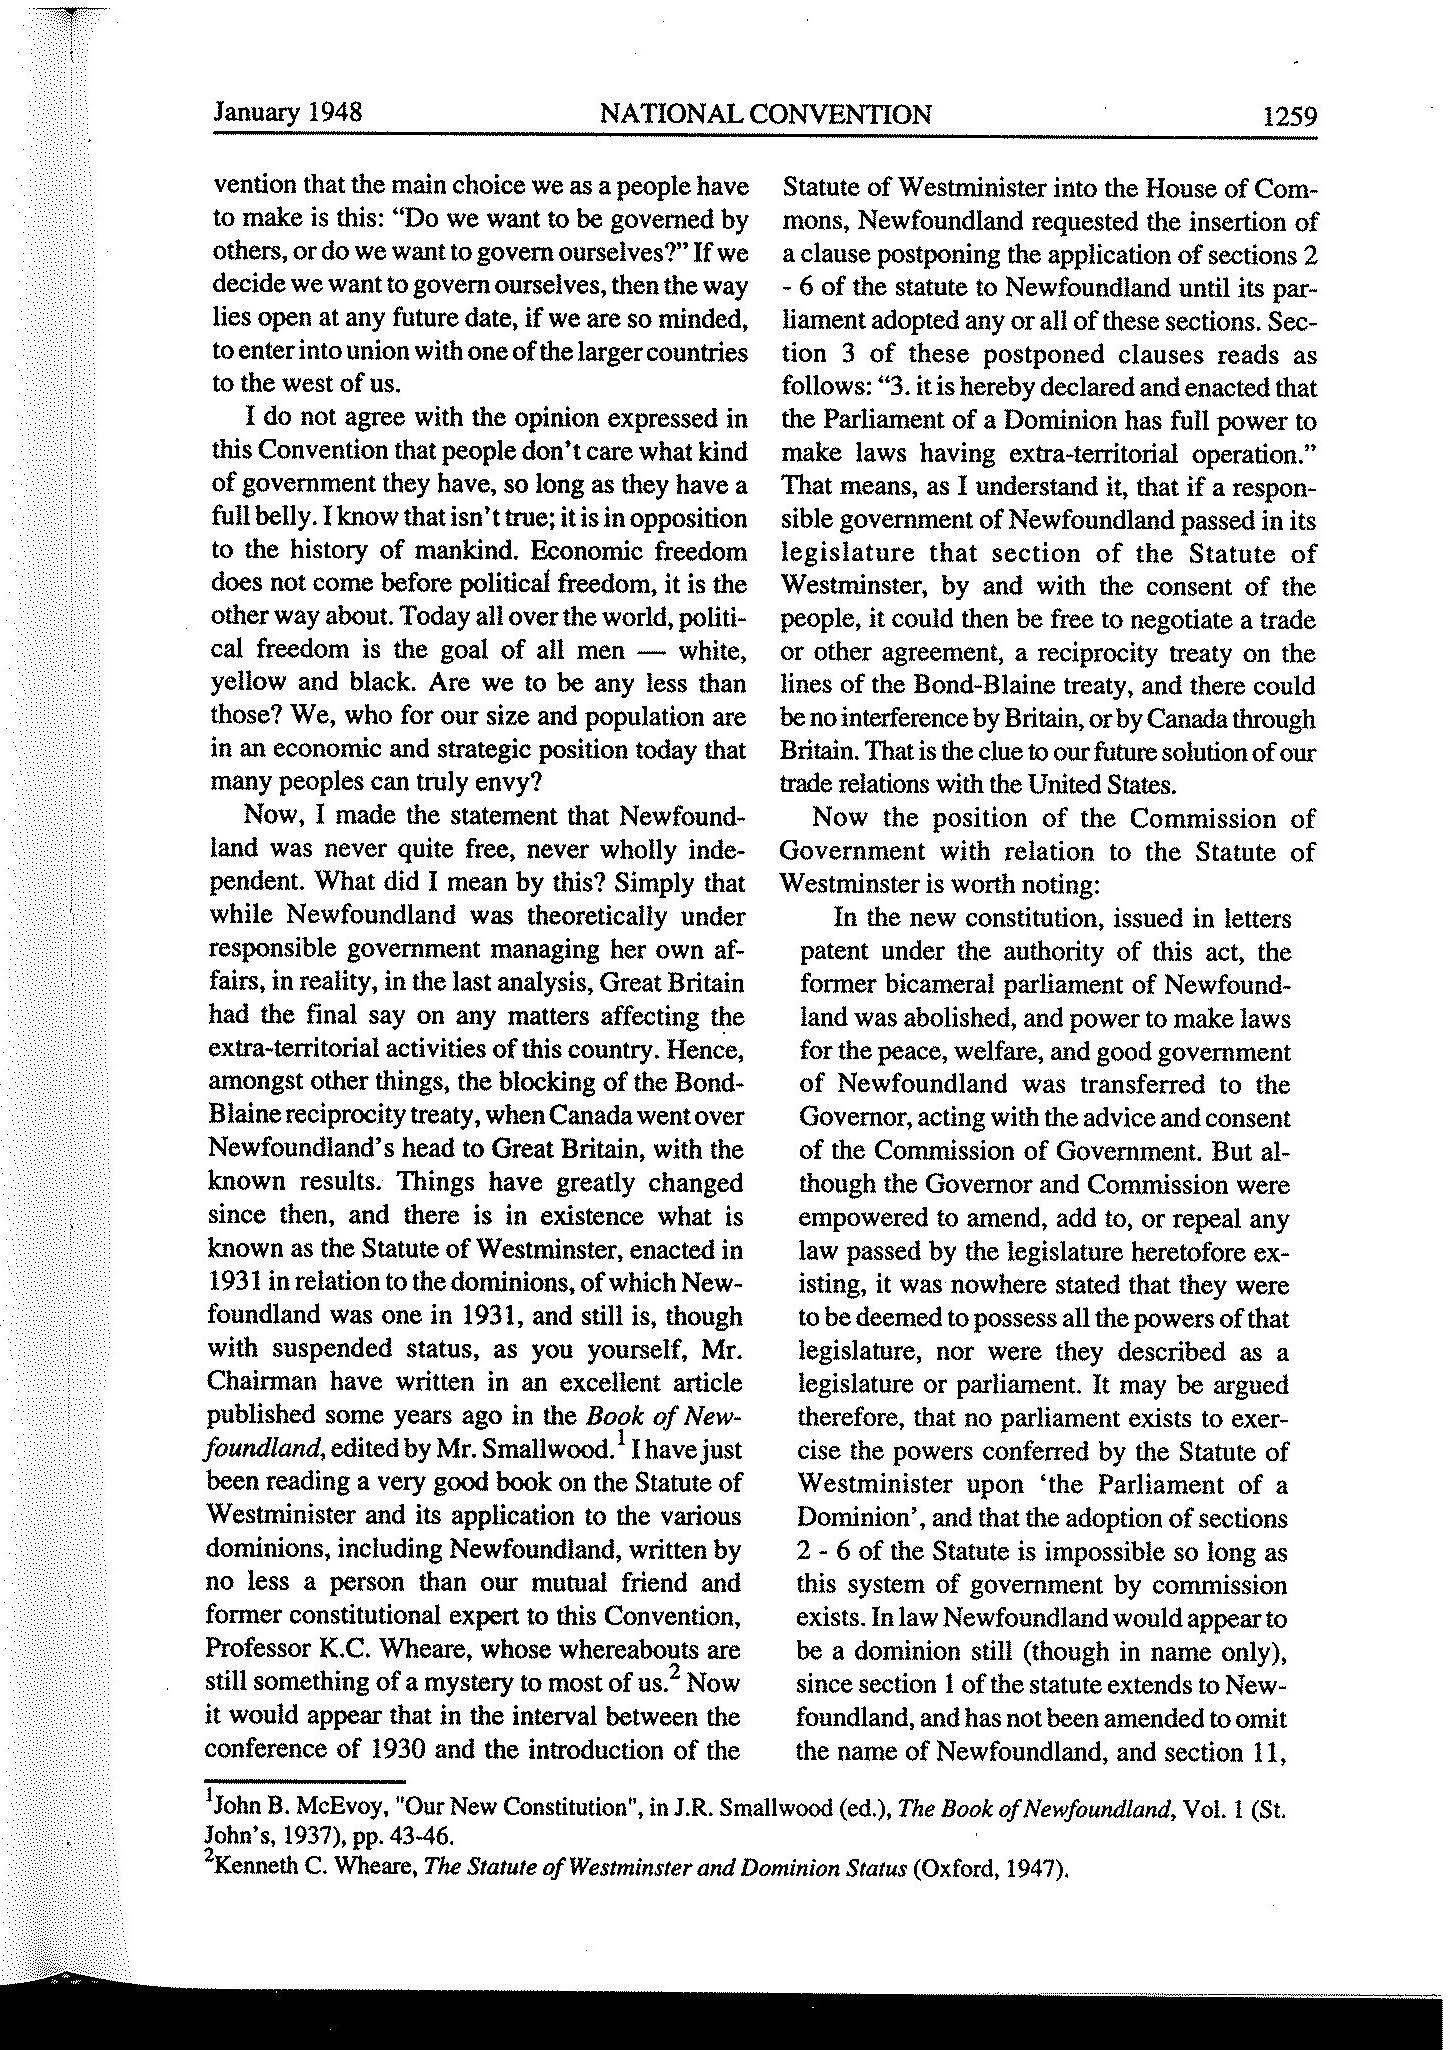 January 1948
NATIONAL CONVENTION
1259
vention that the main choice we as a people have
to make is this: “Do we want to be governed by
others, or do we want to govern ourselves?” If we
decide we want to govern ourselves, then the way
lies open at any future date, if we are so minded,
to enter into union with one of the larger countries
to the west of us.
I do not agree with the opinion expressed in
this Convention that people don't care what kind
of government they have, so long as they have a
full belly. I know that isn't true; it is in opposition
to the history of mankind. Economic freedom
does not come before political freedom, it is the
other way about. Today all over the world, politi-
cal freedom is the goal of all men — white,
yellow and black. Are we to be any less than
those? We, who for our size and population are
in an economic and strategic position today that
many peoples can truly envy?
Now, I made the statement that Newfound-
land was never quite free, never wholly inde-
pendent. What did I mean by this? Simply that
while Newfoundland was theoretically under
responsible government managing her own af-
fairs, in reality, in the last analysis, Great Britain
had the final say on any matters affecting the
extra-territorial activities of this country. Hence,
amongst other things, the blocking of the Bond-
Blaine reciprocity treaty, when Canada went over
Newfoundland's head to Great Britain, with the
known results. Things have greatly changed
since then, and there is in existence what is
known as the Statute of Westminster, enacted in
1931 in relation to the dominions, of which New-
foundland was one in 1931, and still is, though
with suspended status, as you yourself, Mr.
Chairman have written in an excellent article
published some years ago in the Book of New-
foundland, edited by Mr. Smallwood.1 I have just
been reading a very good book on the Statute of
Westminister and its application to the various
dominions, including Newfoundland, written by
no less a person than our mutual friend and
former constitutional expert to this Convention,
Professor K.C. Wheare, whose whereabouts are
still something of a mystery to most of us.2 Now
it would appear that in the interval between the
conference of 1930 and the introduction of the
Statute of Westminister into the House of Com-
mons, Newfoundland requested the insertion of
a clause postponing the application of sections 2
- 6 of the statute to Newfoundland until its par-
liament adopted any or all of these sections. Sec-
tion 3 of these postponed clauses reads as
follows: “3. it is hereby declared and enacted that
the Parliament of a Dominion has full power to
make laws having extra-territorial operation.”
That means, as I understand it, that if a respon-
sible government of Newfoundland passed in its
legislature that section of the Statute of
Westminster, by and with the consent of the
people, it could then be free to negotiate a trade
or other agreement, a reciprocity treaty on the
lines of the Bond-Blaine treaty, and there could
be no interference by Britain, or by Canada through
Britain. That is the clue to our future solution of our
trade relations with the United States.
Now the position of the Commission of
Government with relation to the Statute of
Westminster is worth noting:
In the new constitution, issued in letters
patent under the authority of this act, the
former bicameral parliament of Newfound-
land was abolished, and power to make laws
for the peace, welfare, and good government
of Newfoundland was transferred to the
Governor, acting with the advice and consent
of the Commission of Government. But al-
though the Governor and Commission were
empowered to amend, add to, or repeal any
law passed by the legislature heretofore ex-
isting, it was nowhere stated that they were
to be deemed to possess all the powers of that
legislature, nor were they described as a
legislature or parliament. It may be argued
therefore, that no parliament exists to exer-
cise the powers conferred by the Statute of
Westminister upon ‘the Parliament of a
Dominion’, and that the adoption of sections
2 - 6 of the Statute is impossible so long as
this system of government by commission
exists. In law Newfoundland would appear to
be a dominion still (though in name only),
since section 1 of the statute extends to New-
foundland, and has not been amended to omit
the name of Newfoundland, and section 11,
1John B. McEvoy, "Our New Constitution", in J.R. Smallwood (ed.), The Book of Newfoundland, Vol. 1 (St.
John's, 1937), pp. 43-46.
2Kenneth C. Wheare, The Statute of Westminster and Dominion Status (Oxford, 1947).